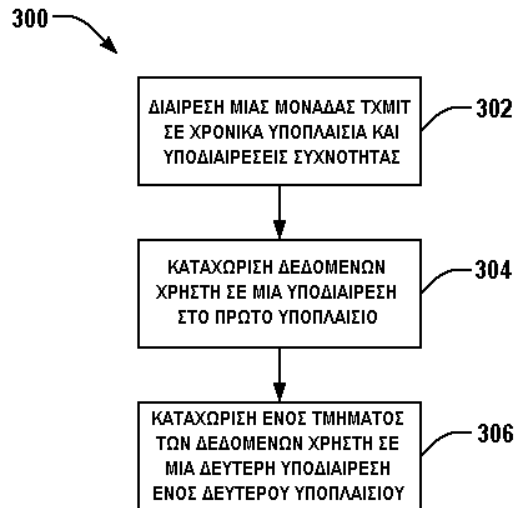 300
ΔΙΑΙΡΕΣΗ ΜΙΑΣ ΜΟΝΑΔΑΣ ΤΧΜΙΤ
ΣΕ ΧΡΟΝΙΚΑ ΥΠΟΠΛΑΙΣΙΑ ΚΑΙ
ΥΠΟΔΙΑΙΡΕΣΕΙΣ ΣΥΧΝΟΤΗΤΑΣ
302
ΚΑΤΑΧΩΡΙΣΗ ΔΕΔΟΜΕΝΩΝ
ΧΡΗΣΤΗ ΣΕ ΜΙΑ ΥΠΟΔΙΑΙΡΕΣΗ
ΣΤΟ ΠΡΩΤΟ ΥΠΟΠΛΑΙΣΙΟ
304
ΚΑΤΑΧΩΡΙΣΗ ΕΝΟΣ ΤΜΗΜΑΤΟΣ
ΤΩΝ ΔΕΔΟΜΕΝΩΝ ΧΡΗΣΤΗ ΣΕ
ΜΙΑ ΔΕΥΤΕΡΗ ΥΠΟΔΙΑΙΡΕΣΗ
ΕΝΟΣ ΔΕΥΤΕΡΟΥ ΥΠΟΠΛΑΙΣΙΟΥ
306